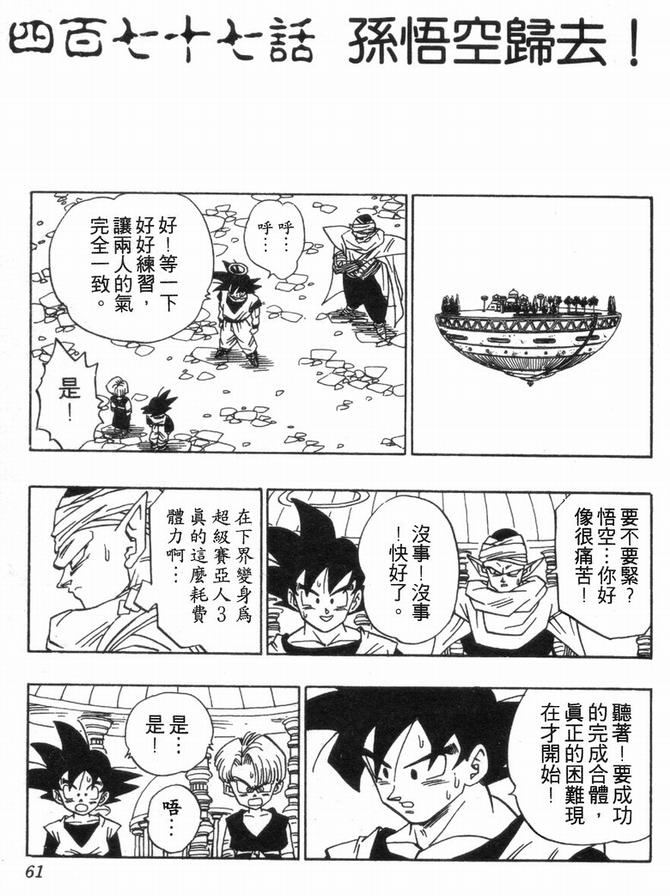 四百七十七話 孫悟空歸去！
呼…
呼…
好！等一下
好好練習，
讓兩人的氣
完全一致。
是！
要不要緊？
悟空…你好
像很痛苦！
沒事！沒事
！快好了。
在下界變身爲
超級賽亞人3
眞的這麼耗費
體力啊…
聽著！要成功
的完成合體，
眞正的困難現
在才開始！
是…
是！
唔…
61